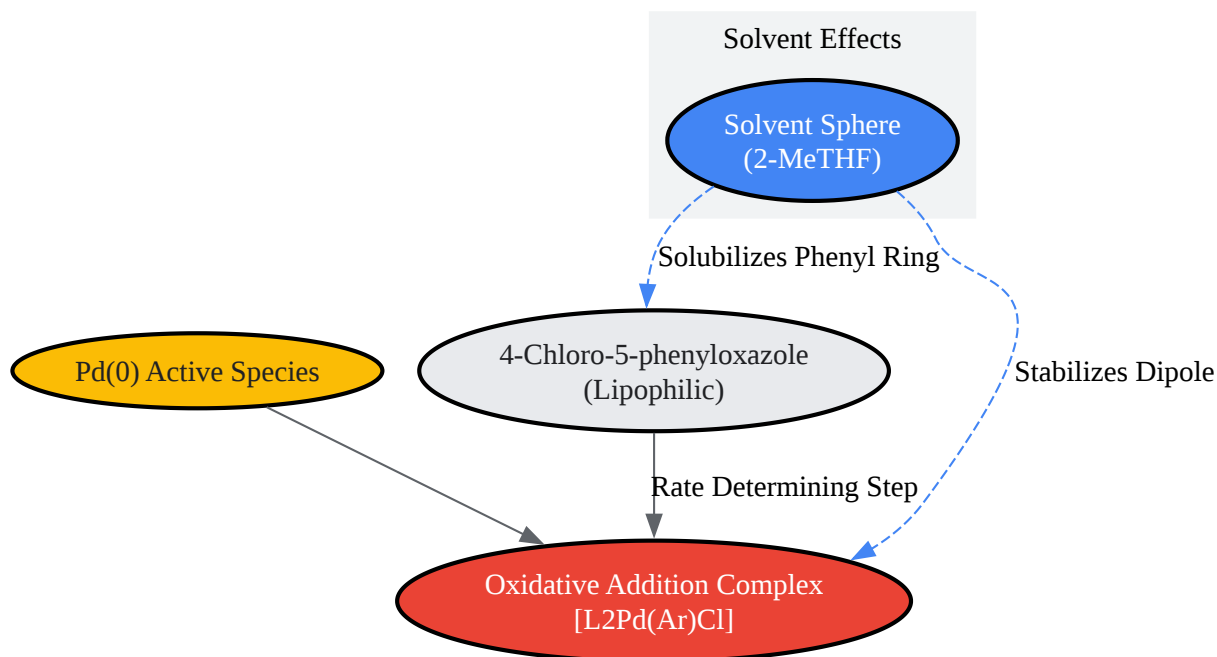 Solvent Effects
Solvent Sphere
(2-MeTHF)
Solubilizes Phenyl Ring
Pd(0) Active Species
4-Chloro-5-phenyloxazole
(Lipophilic)
Stabilizes Dipole
Rate Determining Step
Oxidative Addition Complex
[L2Pd(Ar)Cl]